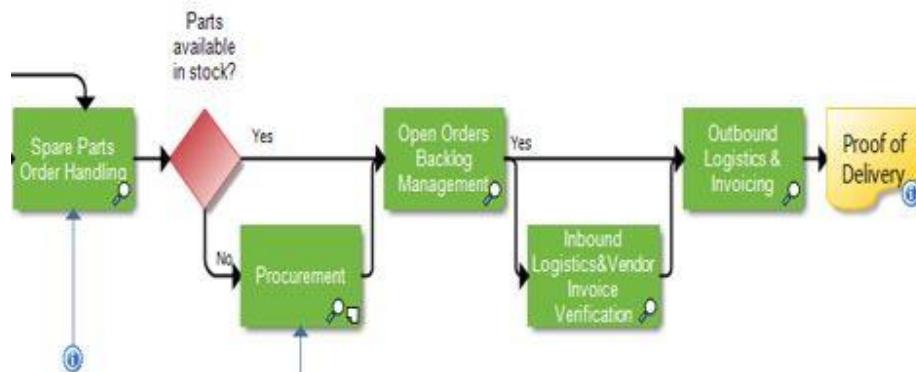 Parts
available
in stock?
Spare Parts
Order Handling
Yes
No
Procurement
Open Orders
Backlog
Management
Yes
Inbound
Logistics&Vendor
Invoice
Verification
Outbound
Logistics &
Invoicing
Proof of
Delivery